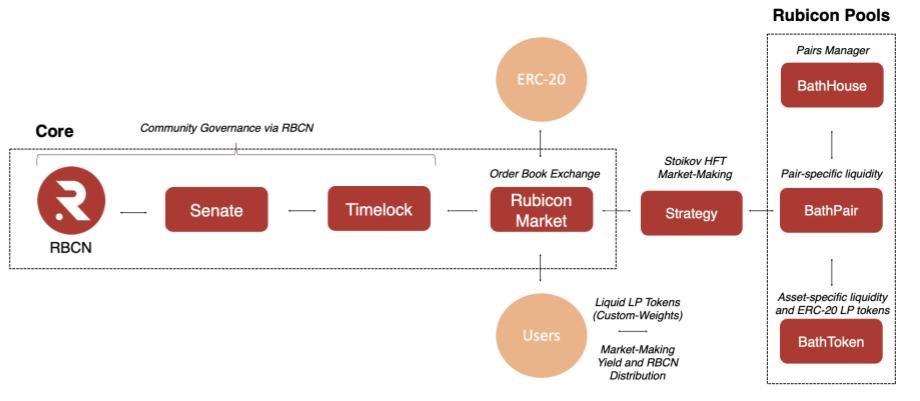 Rubicon Pools
Pairs Manager
BathHouse
ERC-20
Core
Community Governance via RBCN
Order Book Exchange
Stoikov HFT
Market-Making
Pair-specific liquidity
RBCN
Senate
Timelock
Rubicon
Market
Strategy
BathPair
Users
Liquid LP Tokens
(Custom-Weights)
Market-Making
Yield and RBCN
Distribution
Asset-specific liquidity
and ERC-20 LP tokens
BathToken